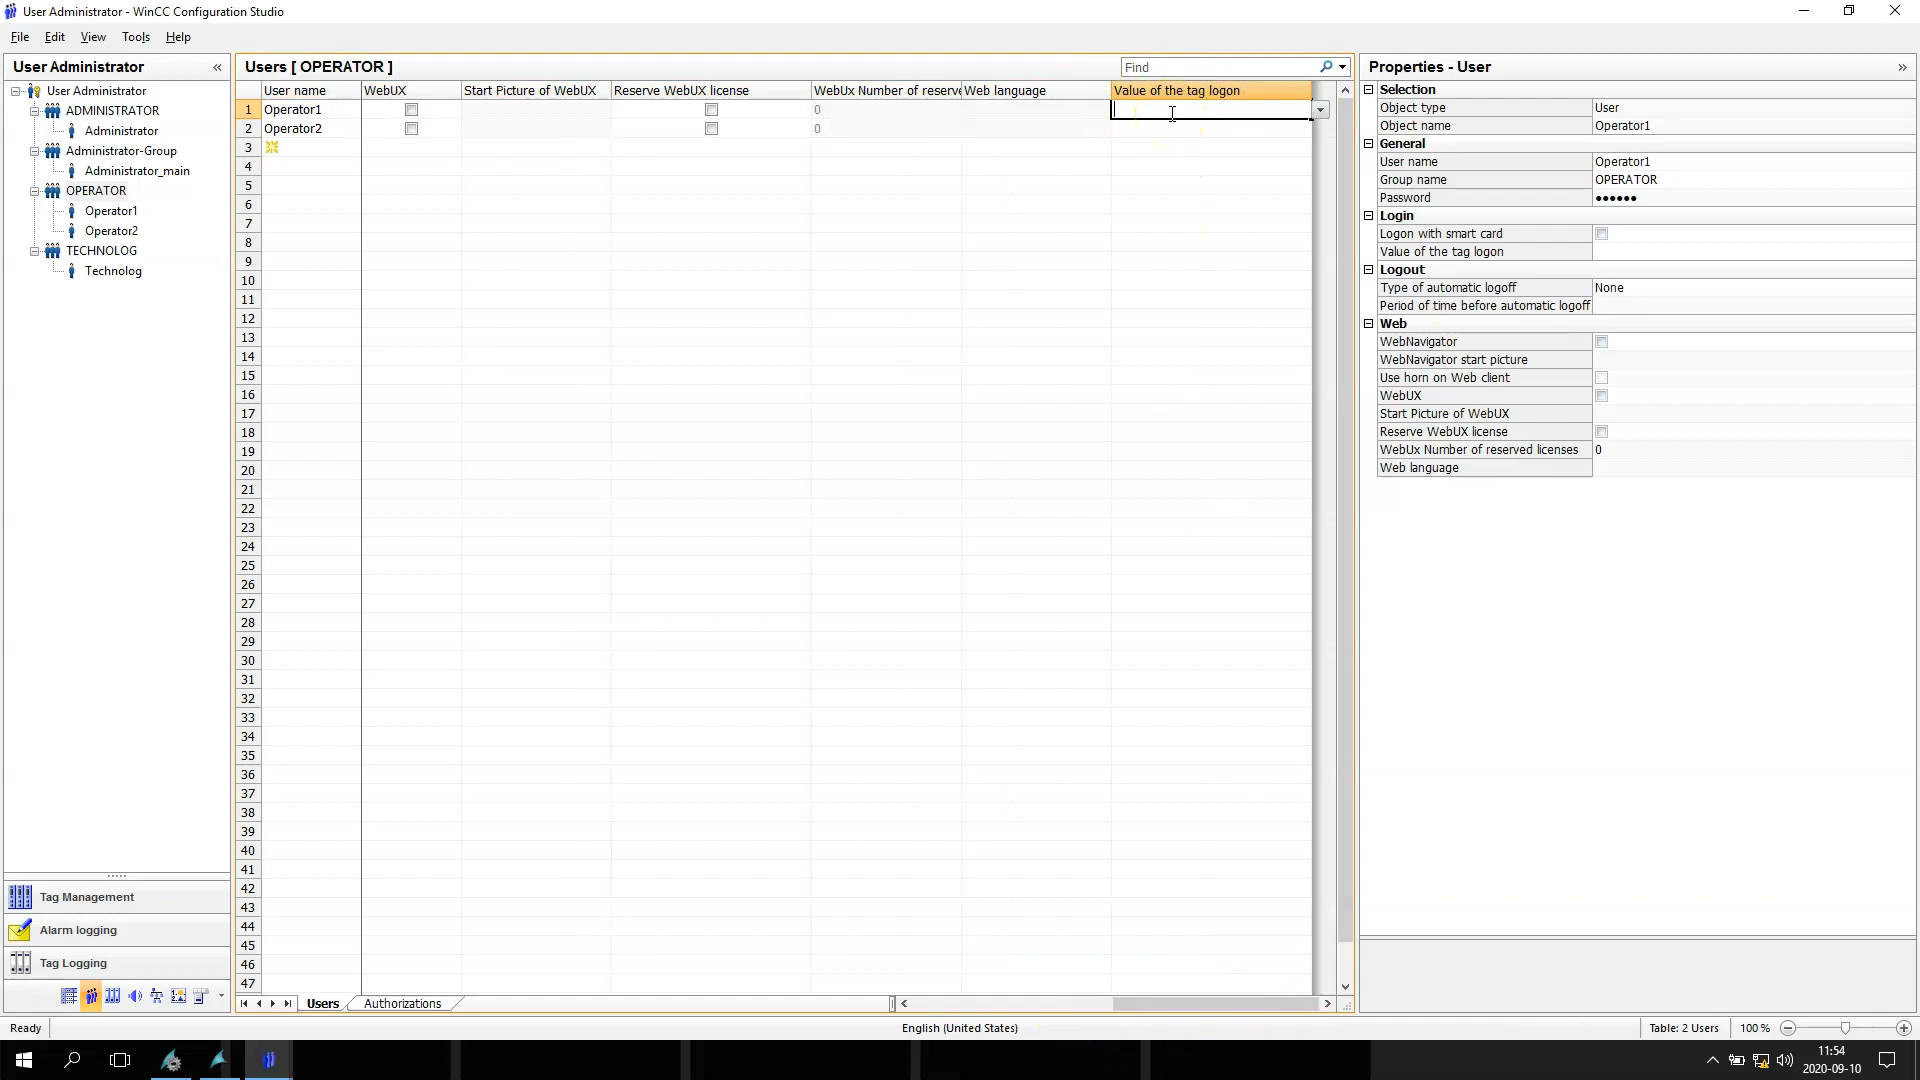 User Administrator - WinCC Configuration Studio
File Edit View Tools Help
User Administrator «
User Administrator
ADMINISTRATOR
Administrator
Administrator-Group
Administrator_main
OPERATOR
Operator1
Operator2
TECHNOLOG
Technolog
Tag Management
Alarm logging
Tag Logging
Users [ OPERATOR ]
Find
User name WebUX Start Picture of WebUX Reserve WebUX license WebUx Number of reserve Web language Value of the tag logon
1 Operator1 0
2 Operator2 0
3
4
5
6
7
8
9
10
11
12
13
14
15
16
17
18
19
20
21
22
23
24
25
26
27
28
29
30
31
32
33
34
35
36
37
38
39
40
41
42
43
44
45
46
47
Users Authorizations
Properties - User »
Selection
Object type User
Object name Operator1
General
User name Operator1
Group name OPERATOR
Password ●●●●●●
Login
Logon with smart card
Value of the tag logon
Logout
Type of automatic logoff None
Period of time before automatic logoff
Web
WebNavigator
WebNavigator start picture
Use horn on Web client
WebUX
Start Picture of WebUX
Reserve WebUX license
WebUx Number of reserved licenses 0
Web language
Ready English (United States) Table: 2 Users 100 %
11:54
2020-09-10